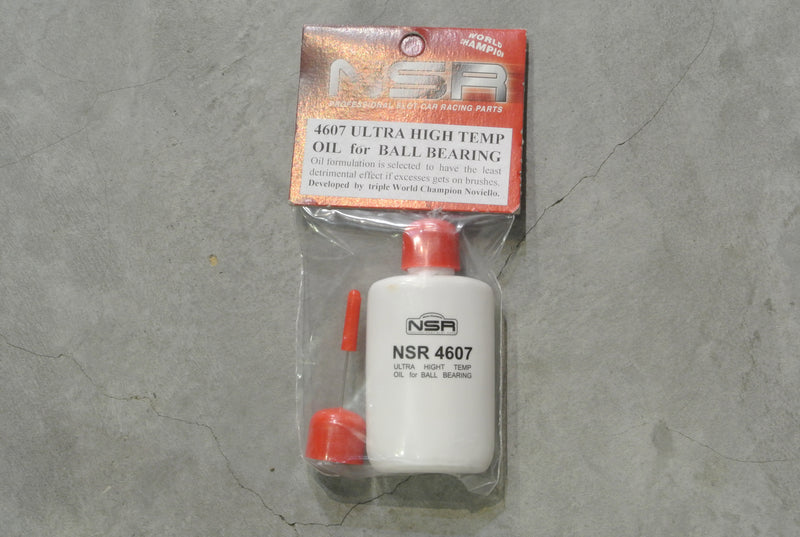 WORLD
CHAMPION
NSR
PROFESSIONAL SLOT CAR RACING PARTS
4607 ULTRA HIGH TEMP
OIL for BALL BEARING
Oil formulation is selected to have the least
detrimental effect if excesses gets on brushes.
Developed by triple World Champion Noviello.
NSR
NSR 4607
ULTRA HIGHT TEMP
OIL for BALL BEARING